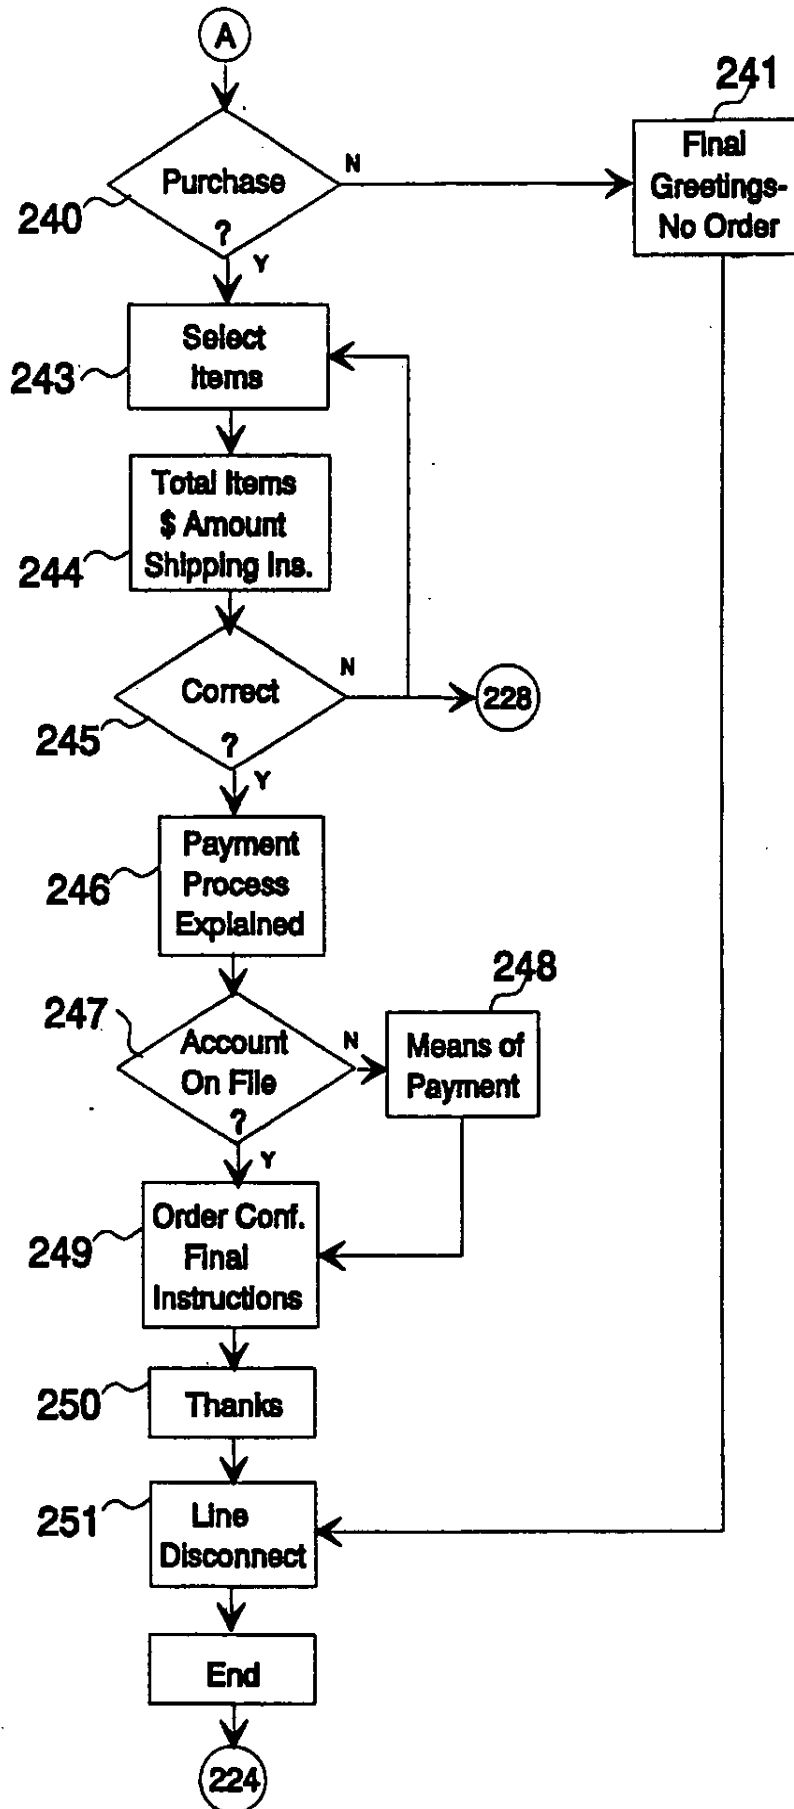 A
241
Purchase
?
240
N
Final
Greetings-
No Order
Y
Select
Items
243
Total Items
$ Amount
Shipping Ins.
244
Correct
?
245
N
228
Y
Payment
Process
Explained
246
248
247
Account
On File
?
N
Means of
Payment
Y
Order Conf.
Final
Instructions
249
250
Thanks
251
Line
Disconnect
End
224